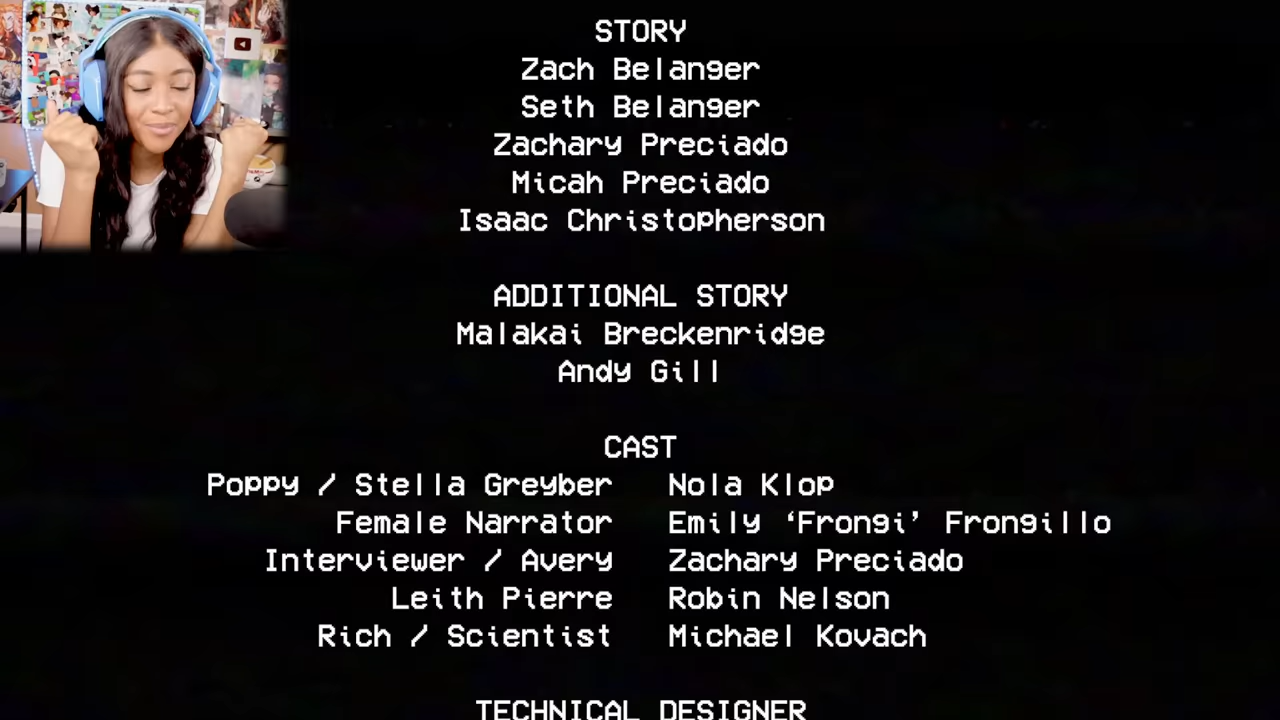 STORY
Zach Belanger
Seth Belanger
Zachary Preciado
Micah Preciado
Isaac Christopherson
ADDITIONAL STORY
Malakai Breckenridge
Andy Gill
CAST
Poppy / Stella Greyber Nola Klop
Female Narrator Emily ‘Frongi’ Frongillo
Interviewer / Avery Zachary Preciado
Leith Pierre Robin Nelson
Rich / Scientist Michael Kovach
TECHNICAL DESIGNER